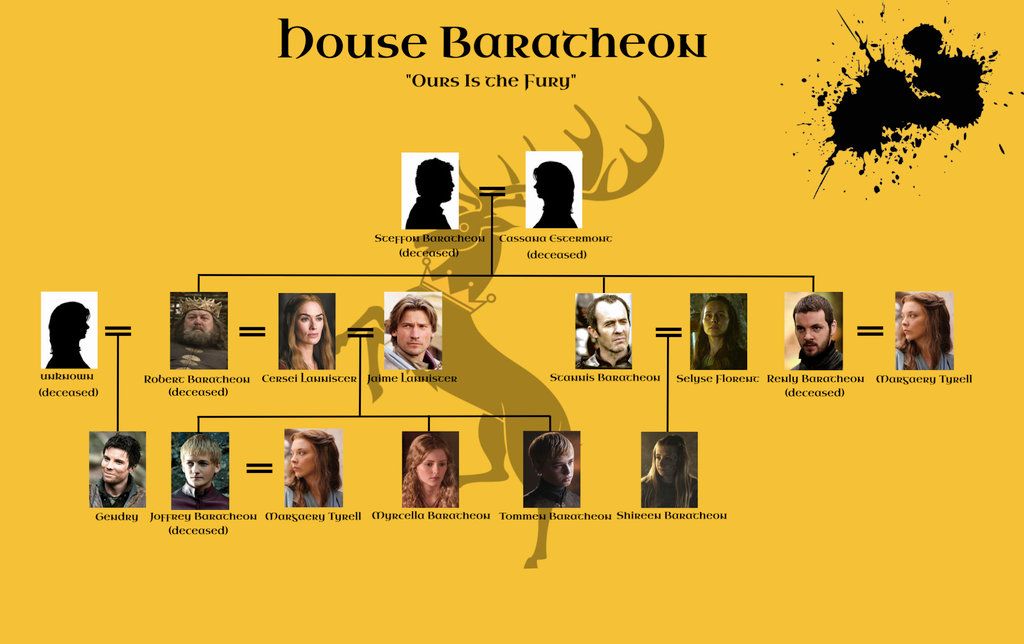 House Baratheon
"Ours Is the Fury"
Steffon Baratheon
(deceased)
Cassana Estermont
(deceased)
unknown
(deceased)
Robert Baratheon
(deceased)
Cersei Lannister
Jaime Lannister
Stannis Baratheon
Selyse Florent
Renly Baratheon
(deceased)
Margaery Tyrell
Gendry
Joffrey Baratheon
(deceased)
Margaery Tyrell
Myrcella Baratheon
Tommen Baratheon
Shireen Baratheon